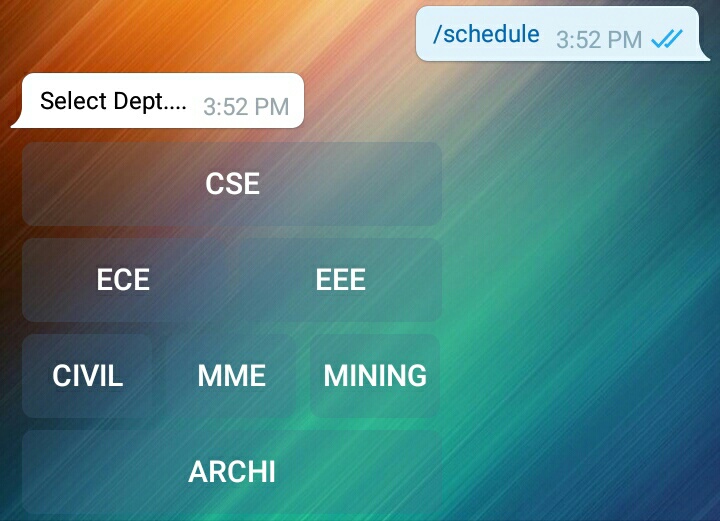 /schedule 3:52 PM
Select Dept.... 3:52 PM
CSE
ECE EEE
CIVIL MME MINING
ARCHI